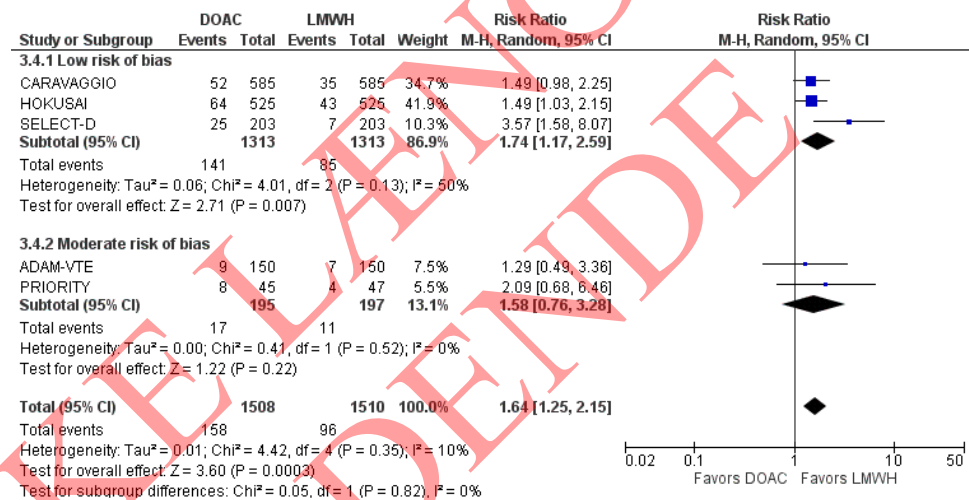 DOAC LMWH Risk Ratio Risk Ratio
Study or Subgroup Events Total Events Total Weight M-H, Random, 95% CI M-H, Random, 95% CI
3.4.1 Low risk of bias
CARAVAGGIO 52 585 35 585 34.7% 1.49 [0.98, 2.25]
HOKUSAI 64 525 43 525 41.9% 1.49 [1.03, 2.15]
SELECT-D 25 203 7 203 10.3% 3.57 [1.58, 8.07]
Subtotal (95% CI) 1313 1313 86.9% 1.74 [1.17, 2.59]
Total events 141 85
Heterogeneity: Tau² = 0.06; Chi² = 4.01, df = 2 (P = 0.13); I² = 50%
Test for overall effect: Z = 2.71 (P = 0.007)
3.4.2 Moderate risk of bias
ADAM-VTE 9 150 7 150 7.5% 1.29 [0.49, 3.36]
PRIORITY 8 45 4 47 5.5% 2.09 [0.68, 6.46]
Subtotal (95% CI) 195 197 13.1% 1.58 [0.76, 3.28]
Total events 17 11
Heterogeneity: Tau² = 0.00; Chi² = 0.41, df = 1 (P = 0.52); I² = 0%
Test for overall effect: Z = 1.22 (P = 0.22)
Total (95% CI) 1508 1510 100.0% 1.64 [1.25, 2.15]
Total events 158 96
Heterogeneity: Tau² = 0.01; Chi² = 4.42, df = 4 (P = 0.35); I² = 10%
Test for overall effect: Z = 3.60 (P = 0.0003)
Test for subgroup differences: Chi² = 0.05, df = 1 (P = 0.82), I² = 0%
0.02 0.1 1 10 50
Favors DOAC Favors LMWH
KE LÆNG
ENDENDE